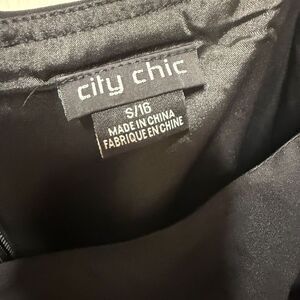 city chic
S/16
MADE IN CHINA
FABRIQUE EN CHINE